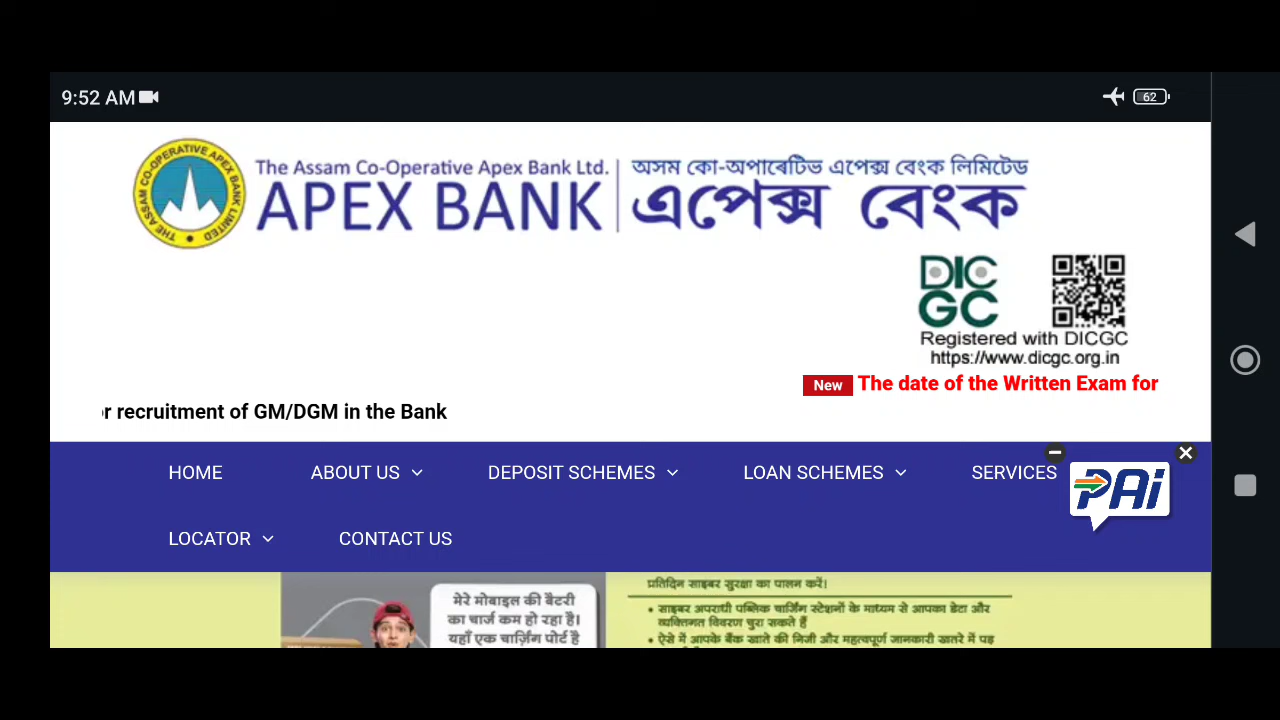 9:52 AM
62
THE ASSAM CO-OPERATIVE APEX BANK LIMITED
The Assam Co-Operative Apex Bank Ltd.
APEX BANK
অসম কো-অপাৰেটিভ এপেক্স বেংক লিমিটেড
এপেক্স বেংক
DICGC
Registered with DICGC
https://www.dicgc.org.in
New The date of the Written Exam for
r recruitment of GM/DGM in the Bank
HOME ABOUT US DEPOSIT SCHEMES LOAN SCHEMES SERVICES
PAi
LOCATOR CONTACT US
मेरे मोबाइल की बैटरी
का चार्ज कम हो रहा है।
यहाँ एक चार्ज़िंग पोर्ट है
प्रतिदिन साइबर सुरक्षा का पालन करें।
• साइबर अपराधी पब्लिक चार्जिंग स्टेशनों के माध्यम से आपका डेटा और
व्यक्तिगत विवरण चुरा सकते हैं
• ऐसे में आपके बैंक खाते की निजी और महत्वपूर्ण जानकारी खतरे में पड़